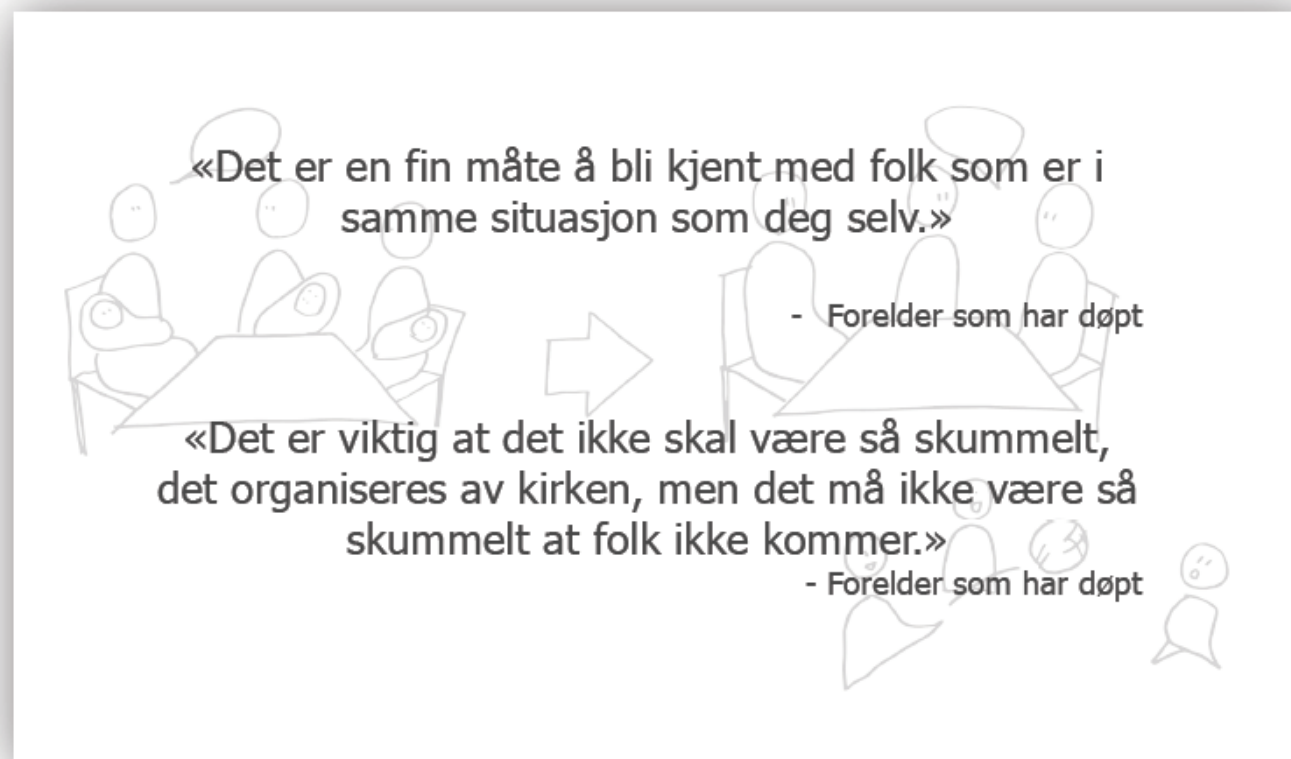 «Det er en fin måte å bli kjent med folk som er i
samme situasjon som deg selv.»
- Forelder som har døpt
«Det er viktig at det ikke skal være så skummelt,
det organiseres av kirken, men det må ikke være så
skummelt at folk ikke kommer.»
- Forelder som har døpt